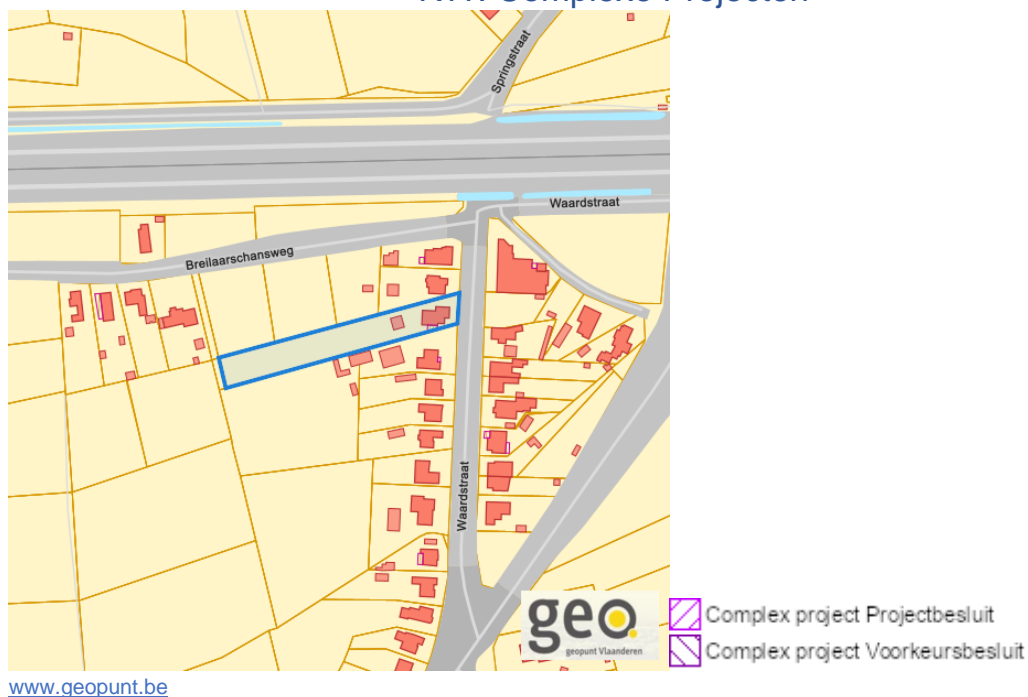 Springstraat
Waardstraat
Breilaarschansweg
Waardstraat
geo.
geopunt Vlaanderen
Complex project Projectbesluit
Complex project Voorkeursbesluit
www.geopunt.be